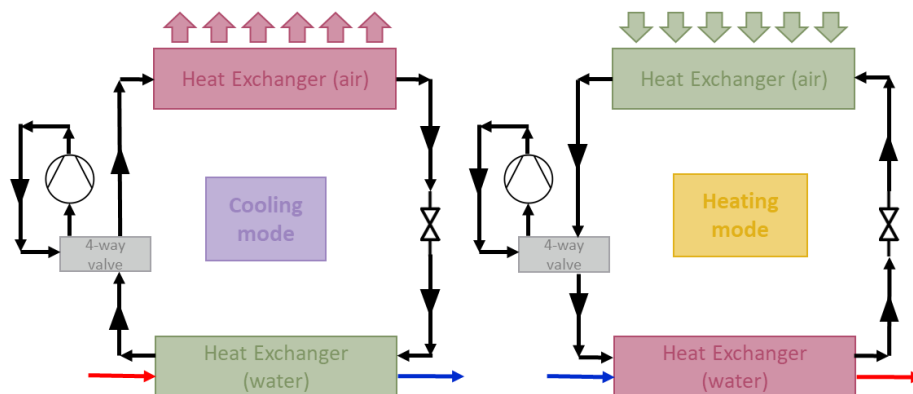 Heat Exchanger (air)
Cooling
mode
4-way
valve
Heat Exchanger
(water)
Heat Exchanger (air)
Heating
mode
4-way
valve
Heat Exchanger
(water)